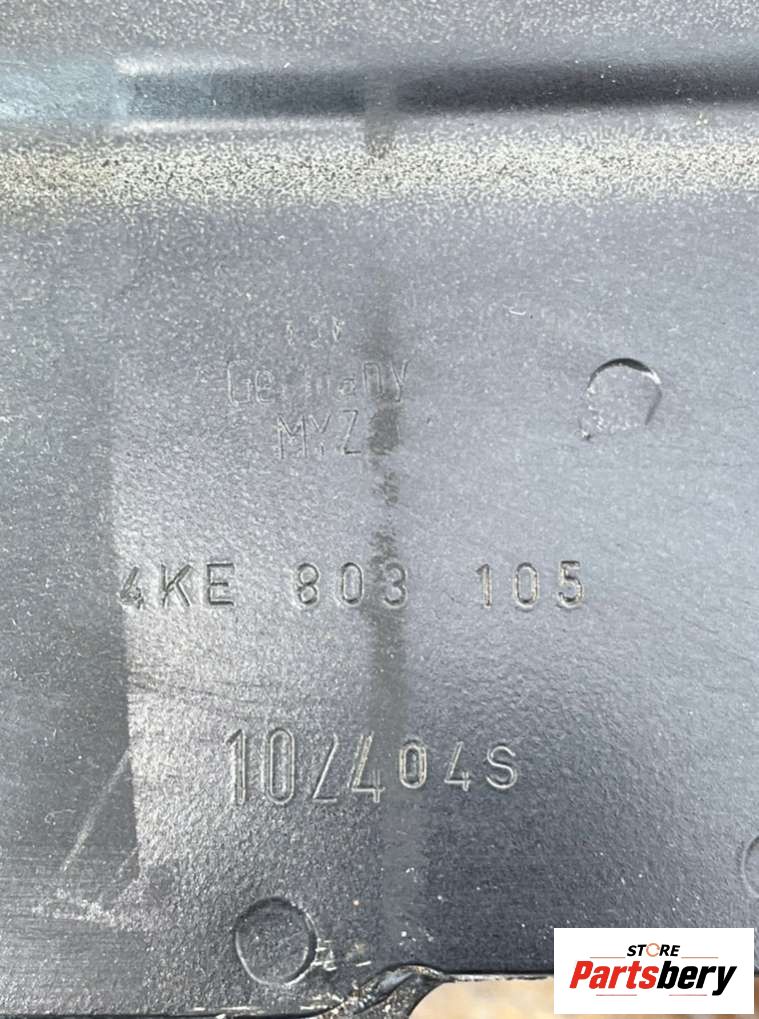 Germany
MYZ
4KE 803 105
102404S
STORE
Partsbery